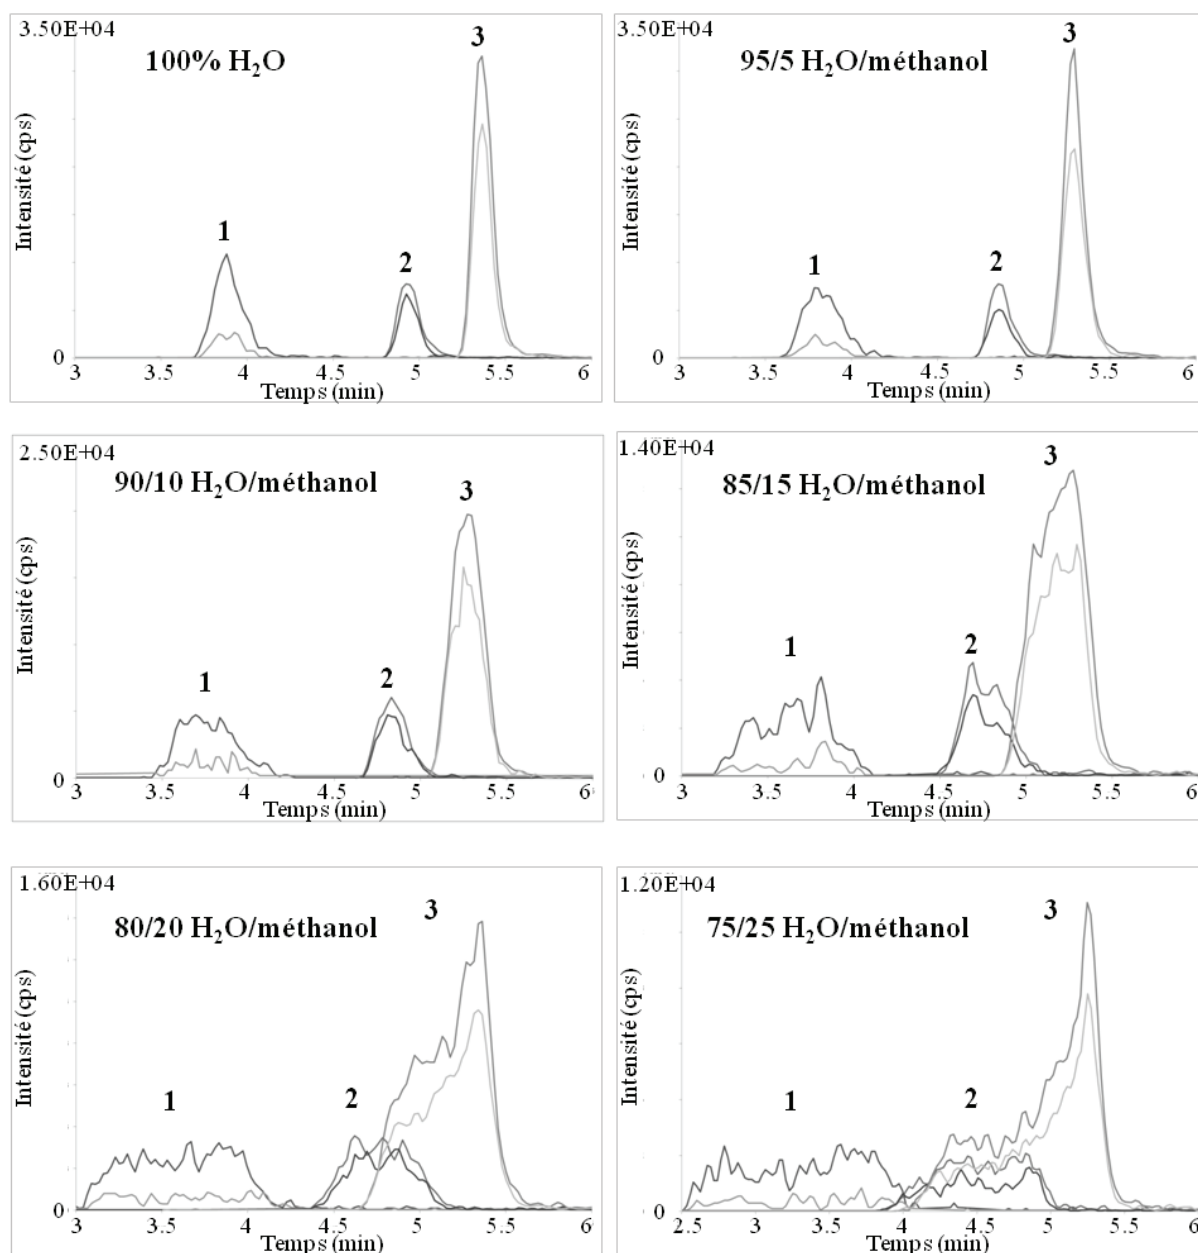 3.50E+04
100% H₂O
1
2
3
Intensité (cps)
0
3 3.5 4 4.5 5 5.5 6
Temps (min)
3.50E+04
95/5 H₂O/méthanol
1
2
3
Intensité (cps)
0
3 3.5 4 4.5 5 5.5 6
Temps (min)
2.50E+04
90/10 H₂O/méthanol
1
2
3
Intensité (cps)
0
3 3.5 4 4.5 5 5.5 6
Temps (min)
1.40E+04
85/15 H₂O/méthanol
1
2
3
Intensité (cps)
0
3 3.5 4 4.5 5 5.5 6
Temps (min)
1.60E+04
80/20 H₂O/méthanol
1
2
3
Intensité (cps)
0
3 3.5 4 4.5 5 5.5 6
Temps (min)
1.20E+04
75/25 H₂O/méthanol
1
2
3
Intensité (cps)
0
2.5 3 3.5 4 4.5 5 5.5 6
Temps (min)